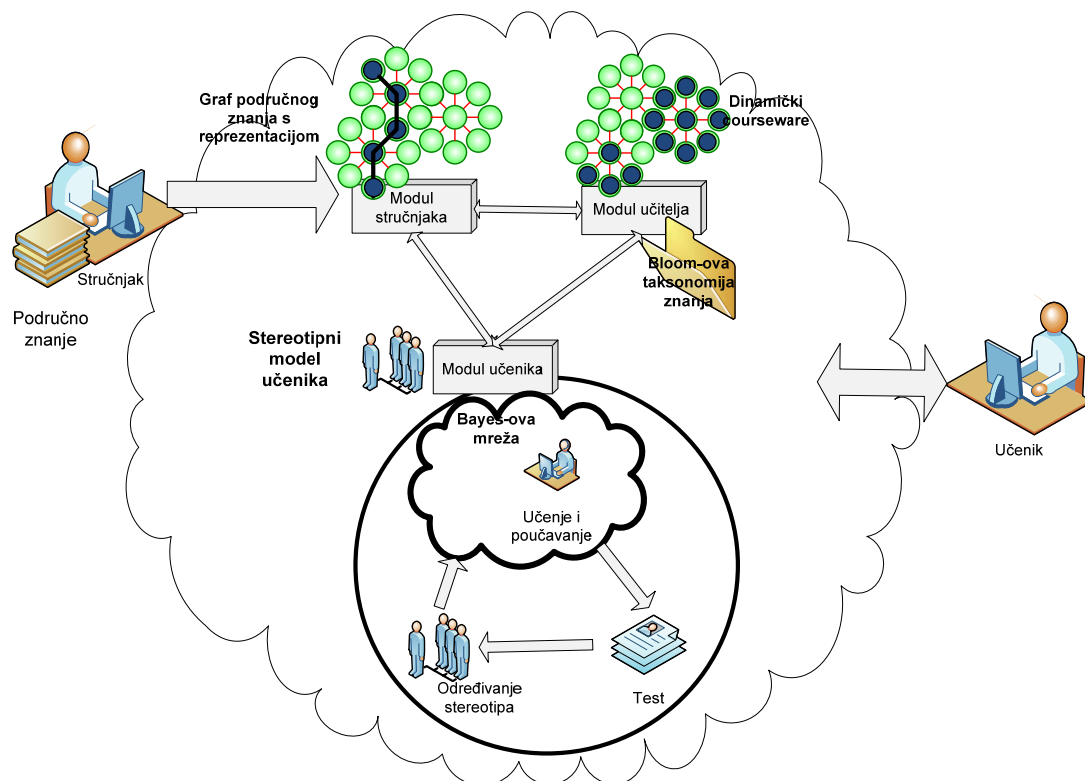 Graf područnog
znanja s
reprezentacijom
Dinamički
courseware
Modul
stručnjaka
Modul učitelja
Bloom-ova
taksonomija
znanja
Stručnjak
Područno
znanje
Stereotipni
model
učenika
Modul učenika
Bayes-ova
mreža
Učenje i
poučavanje
Učenik
Određivanje
stereotipa
Test